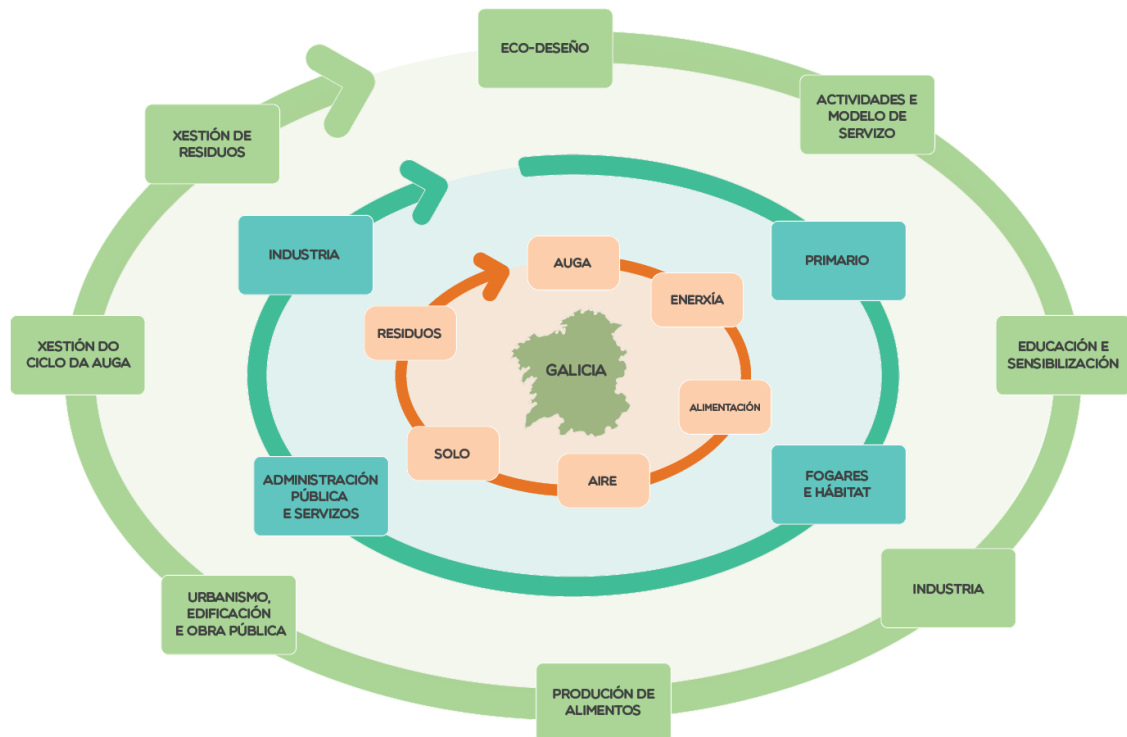 ECO-DESEÑO
ACTIVIDADES E
MODELO DE
SERVIZO
EDUCACIÓN E
SENSIBILIZACIÓN
INDUSTRIA
PRODUCIÓN DE
ALIMENTOS
URBANISMO,
EDIFICACIÓN
E OBRA PÚBLICA
XESTIÓN DO
CICLO DA AUGA
XESTIÓN DE
RESIDUOS
PRIMARIO
FOGARES
E HÁBITAT
ADMINISTRACIÓN
PÚBLICA
E SERVIZOS
INDUSTRIA
AUGA
ENERXÍA
ALIMENTACIÓN
AIRE
SOLO
RESIDUOS
GALICIA